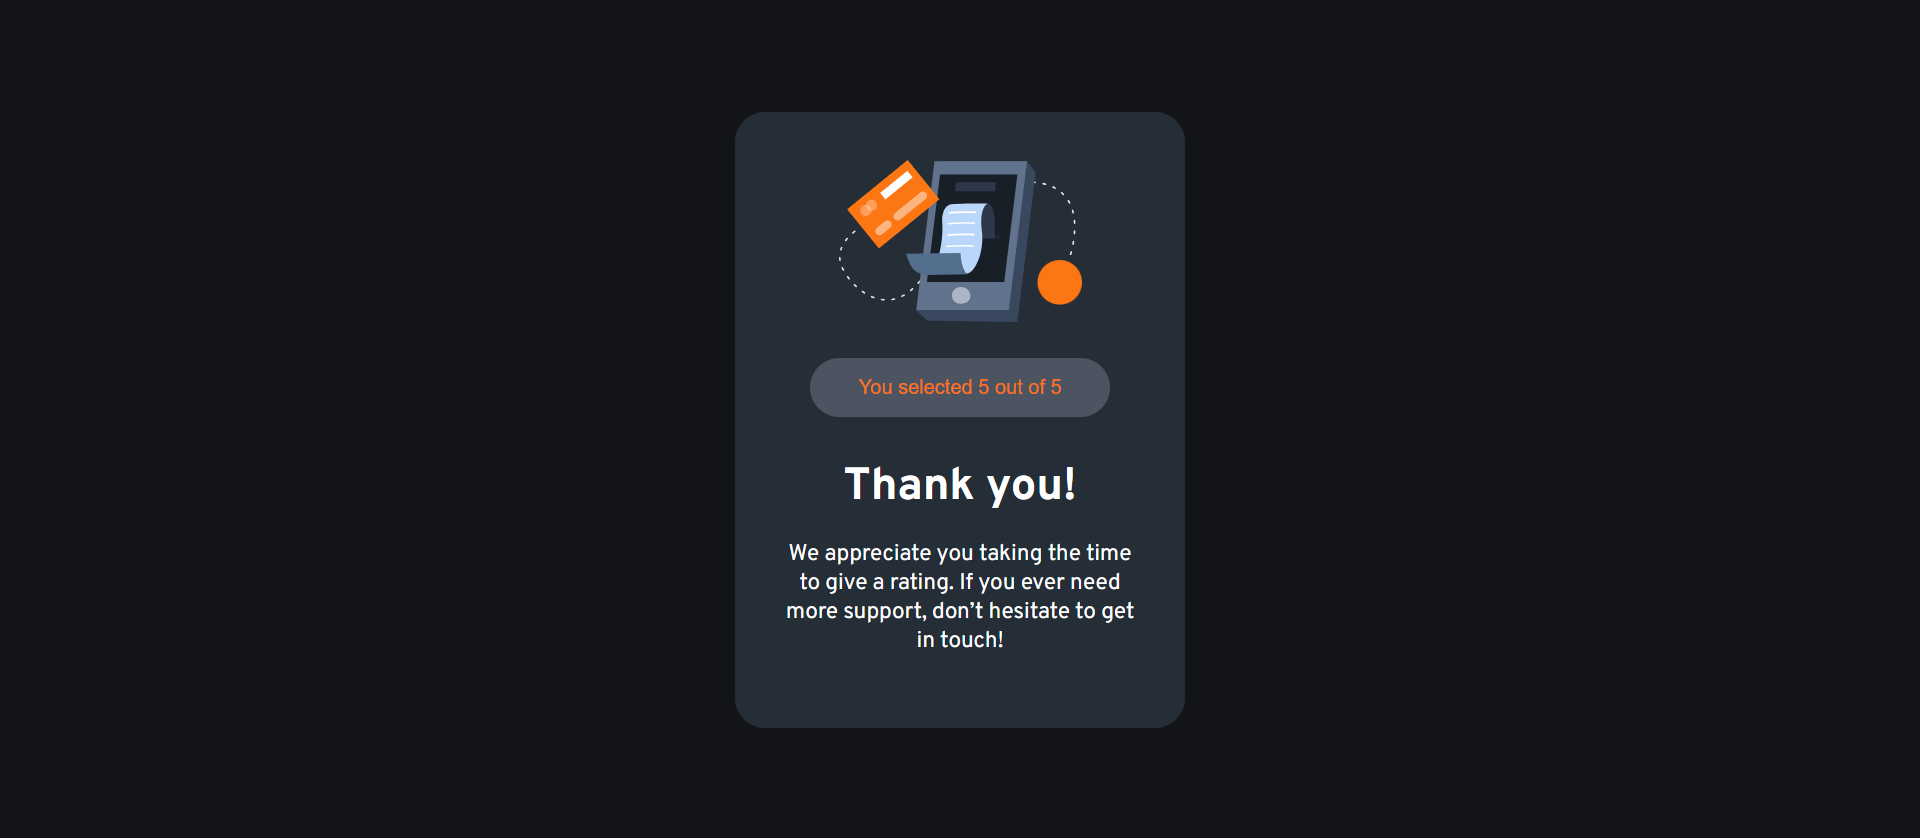 You selected 5 out of 5
Thank you!
We appreciate you taking the time
to give a rating. If you ever need
more support, don’t hesitate to get
in touch!